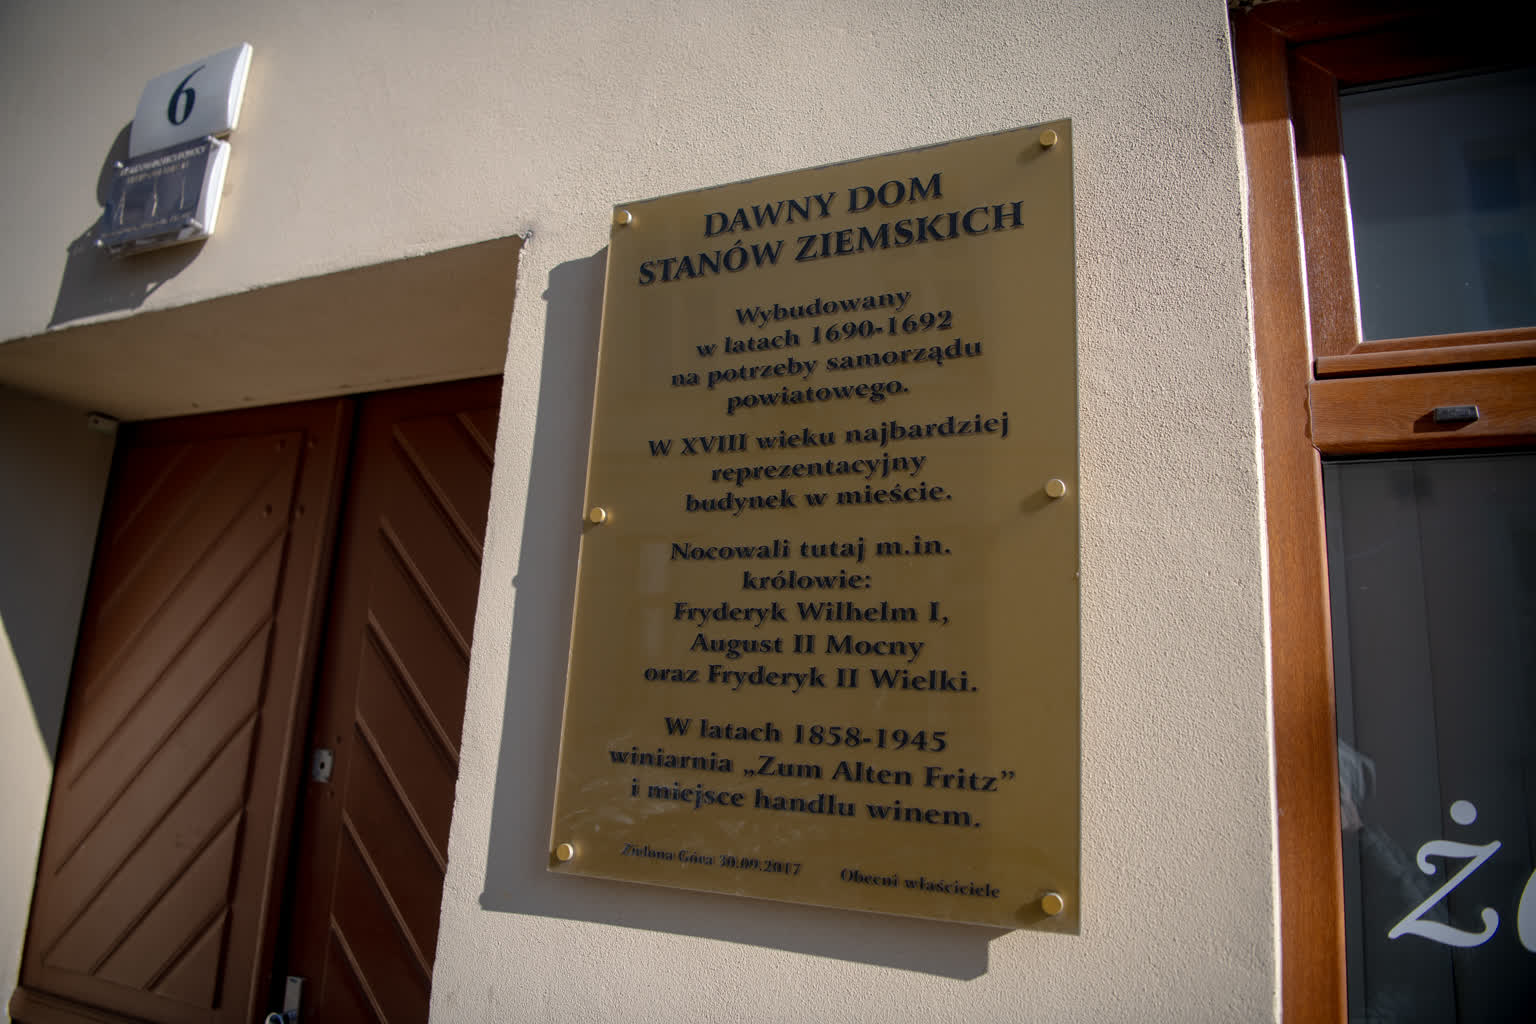 6
DAWNY DOM
STANÓW ZIEMSKICH
Wybudowany
w latach 1690-1692
na potrzeby samorządu
powiatowego.
W XVIII wieku najbardziej
reprezentacyjny
budynek w mieście.
Nocowali tutaj m.in.
królowie:
Fryderyk Wilhelm I,
August II Mocny
oraz Fryderyk II Wielki.
W latach 1858-1945
winiarnia „Zum Alten Fritz”
i miejsce handlu winem.
Zielona Góra 30.09.2017 Obecni właściciele
ż